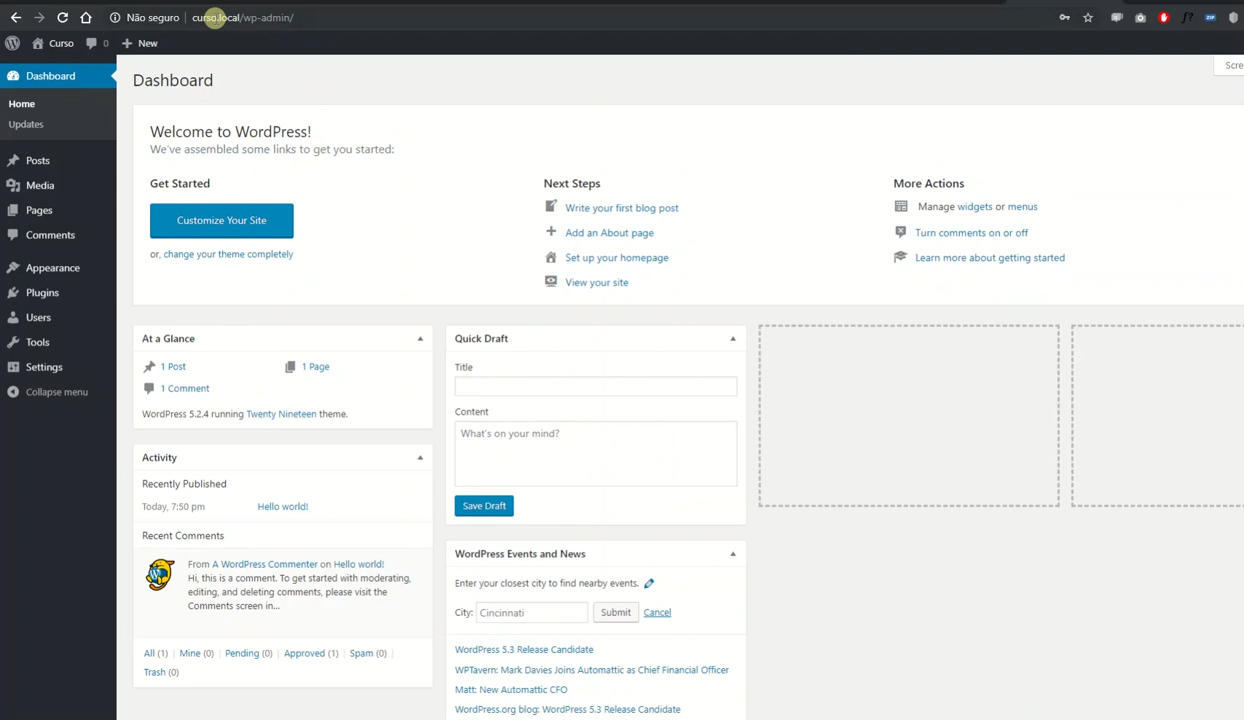 Não seguro
curso.local/wp-admin/
ZIP
Curso
0
New
Dashboard
Home
Updates
Posts
Media
Pages
Comments
Appearance
Plugins
Users
Tools
Settings
Collapse menu
Scre
Dashboard
Welcome to WordPress!
We've assembled some links to get you started:
Get Started
Customize Your Site
or, change your theme completely
Next Steps
Write your first blog post
Add an About page
Set up your homepage
View your site
More Actions
Manage widgets or menus
Turn comments on or off
Learn more about getting started
At a Glance
1 Post
1 Page
1 Comment
WordPress 5.2.4 running Twenty Nineteen theme.
Activity
Recently Published
Today, 7:50 pm Hello world!
Recent Comments
From A WordPress Commenter on Hello world!
Hi, this is a comment. To get started with moderating,
editing, and deleting comments, please visit the
Comments screen in...
All (1) | Mine (0) | Pending (0) | Approved (1) | Spam (0) |
Trash (0)
Quick Draft
Title
Content
What's on your mind?
Save Draft
WordPress Events and News
Enter your closest city to find nearby events.
City: Cincinnati Submit Cancel
WordPress 5.3 Release Candidate
WPTavern: Mark Davies Joins Automattic as Chief Financial Officer
Matt: New Automattic CFO
WordPress.org blog: WordPress 5.3 Release Candidate